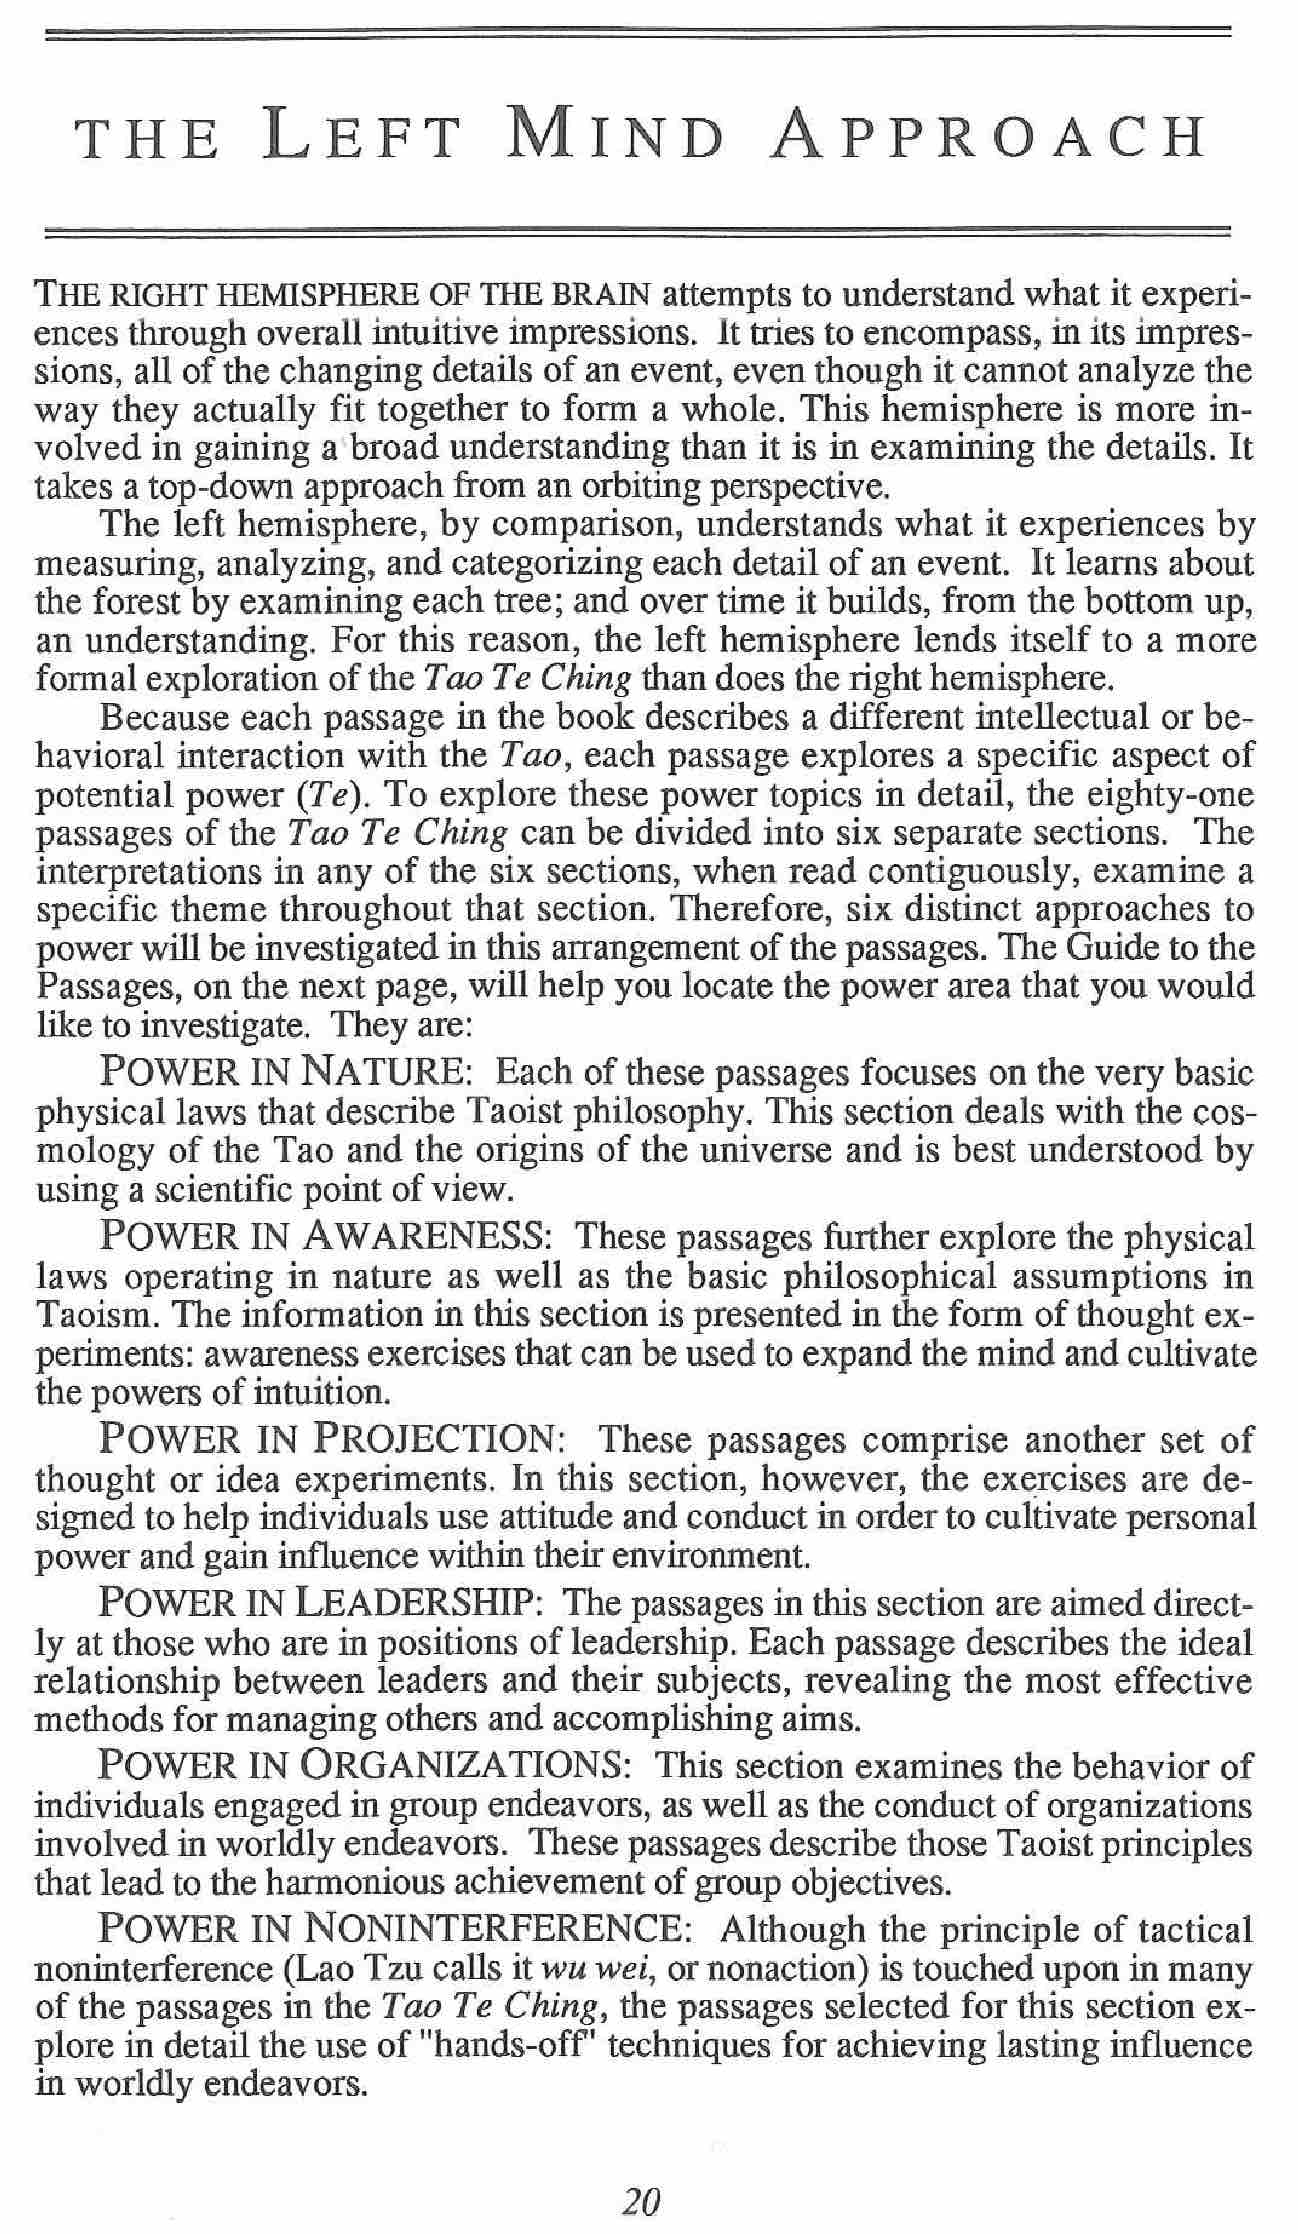 THE LEFT MIND APPROACH
THE RIGHT HEMISPHERE OF THE BRAIN attempts to understand what it experi-
ences through overall intuitive impressions. It tries to encompass, in its impres-
sions, all of the changing details of an event, even though it cannot analyze the
way they actually fit together to form a whole. This hemisphere is more in-
volved in gaining a broad understanding than it is in examining the details. It
takes a top-down approach from an orbiting perspective.
The left hemisphere, by comparison, understands what it experiences by
measuring, analyzing, and categorizing each detail of an event. It learns about
the forest by examining each tree; and over time it builds, from the bottom up,
an understanding. For this reason, the left hemisphere lends itself to a more
formal exploration of the Tao Te Ching than does the right hemisphere.
Because each passage in the book describes a different intellectual or be-
havioral interaction with the Tao, each passage explores a specific aspect of
potential power (Te). To explore these power topics in detail, the eighty-one
passages of the Tao Te Ching can be divided into six separate sections. The
interpretations in any of the six sections, when read contiguously, examine a
specific theme throughout that section. Therefore, six distinct approaches to
power will be investigated in this arrangement of the passages. The Guide to the
Passages, on the next page, will help you locate the power area that you would
like to investigate. They are:
POWER IN NATURE: Each of these passages focuses on the very basic
physical laws that describe Taoist philosophy. This section deals with the cos-
mology of the Tao and the origins of the universe and is best understood by
using a scientific point of view.
POWER IN AWARENESS: These passages further explore the physical
laws operating in nature as well as the basic philosophical assumptions in
Taoism. The information in this section is presented in the form of thought ex-
periments: awareness exercises that can be used to expand the mind and cultivate
the powers of intuition.
POWER IN PROJECTION: These passages comprise another set of
thought or idea experiments. In this section, however, the exercises are de-
signed to help individuals use attitude and conduct in order to cultivate personal
power and gain influence within their environment.
POWER IN LEADERSHIP: The passages in this section are aimed direct-
ly at those who are in positions of leadership. Each passage describes the ideal
relationship between leaders and their subjects, revealing the most effective
methods for managing others and accomplishing aims.
POWER IN ORGANIZATIONS: This section examines the behavior of
individuals engaged in group endeavors, as well as the conduct of organizations
involved in worldly endeavors. These passages describe those Taoist principles
that lead to the harmonious achievement of group objectives.
POWER IN NONINTERFERENCE: Although the principle of tactical
noninterference (Lao Tzu calls it wu wei, or nonaction) is touched upon in many
of the passages in the Tao Te Ching, the passages selected for this section ex-
plore in detail the use of "hands-off" techniques for achieving lasting influence
in worldly endeavors.
20